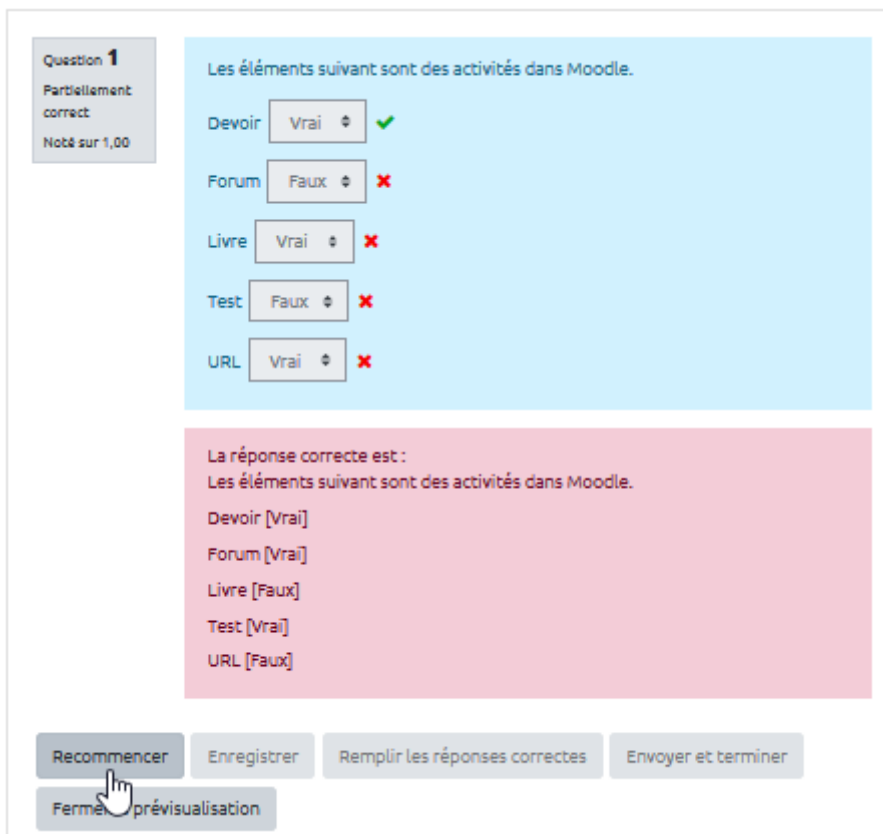 Question 1
Partiellement
correct
Noté sur 1,00
Les éléments suivant sont des activités dans Moodle.
Devoir Vrai
Forum Faux
Livre Vrai
Test Faux
URL Vrai
La réponse correcte est :
Les éléments suivant sont des activités dans Moodle.
Devoir [Vrai]
Forum [Vrai]
Livre [Faux]
Test [Vrai]
URL [Faux]
Recommencer Enregistrer Remplir les réponses correctes Envoyer et terminer
prévisualisation